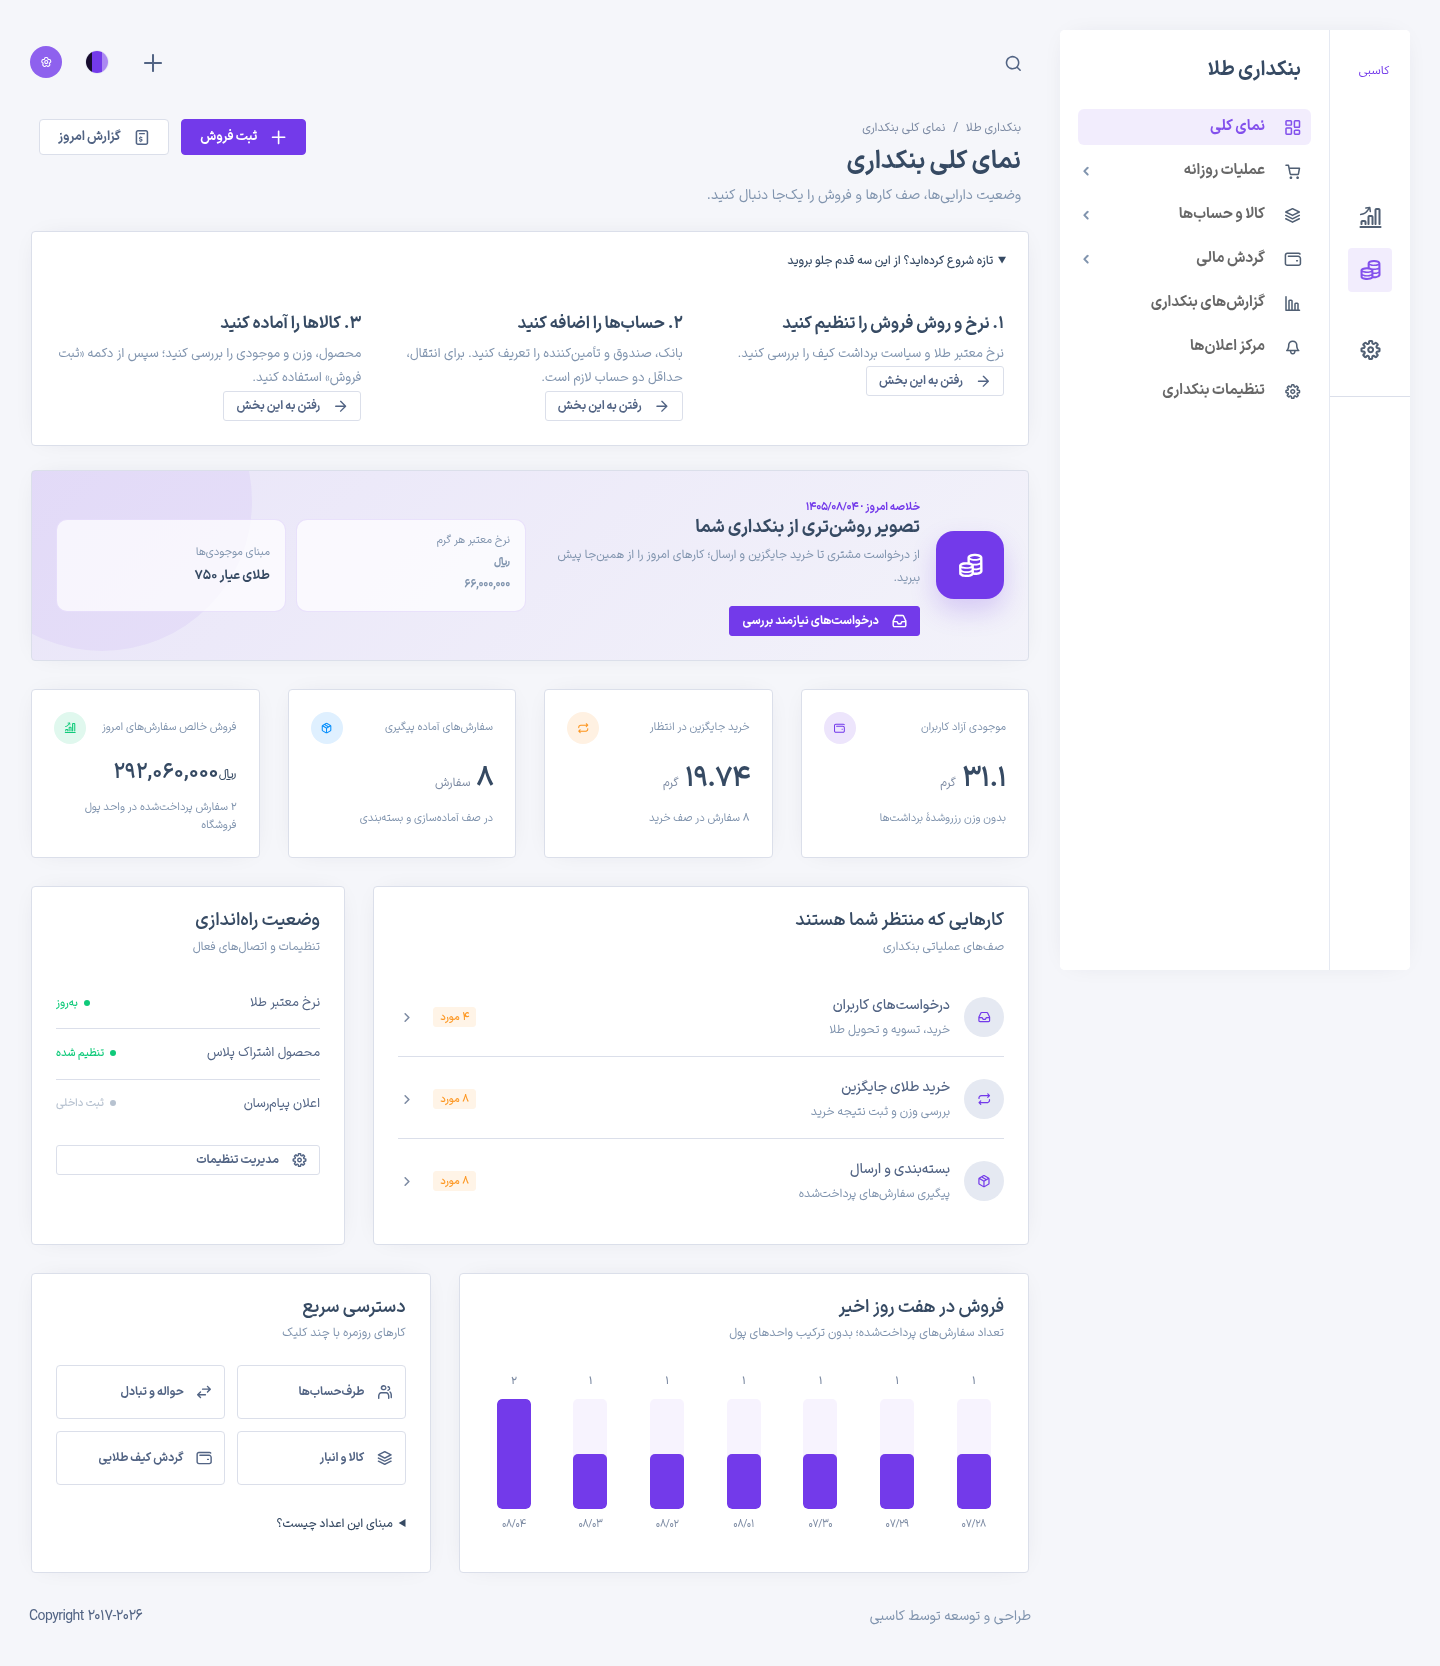 کاسبی
بنکداری طلا
نمای کلی
عملیات روزانه
کالا و حساب‌ها
گردش مالی
گزارش‌های بنکداری
مرکز اعلان‌ها
تنظیمات بنکداری
بنکداری طلا / نمای کلی بنکداری
نمای کلی بنکداری
وضعیت دارایی‌ها، صف کارها و فروش را یک‌جا دنبال کنید.
ثبت فروش
گزارش امروز
تازه شروع کرده‌اید؟ از این سه قدم جلو بروید
۱. نرخ و روش فروش را تنظیم کنید
نرخ معتبر طلا و سیاست برداشت کیف را بررسی کنید.
رفتن به این بخش
۲. حساب‌ها را اضافه کنید
بانک، صندوق و تأمین‌کننده را تعریف کنید. برای انتقال،
حداقل دو حساب لازم است.
رفتن به این بخش
۳. کالاها را آماده کنید
محصول، وزن و موجودی را بررسی کنید؛ سپس از دکمه «ثبت
فروش» استفاده کنید.
رفتن به این بخش
خلاصه امروز · ۱۴۰۵/۰۸/۰۴
تصویر روشن‌تری از بنکداری شما
از درخواست مشتری تا خرید جایگزین و ارسال؛ کارهای امروز را از همین‌جا پیش
ببرید.
درخواست‌های نیازمند بررسی
نرخ معتبر هر گرم
﷼
۶۶,۰۰۰,۰۰۰
مبنای موجودی‌ها
طلای عیار ۷۵۰
موجودی آزاد کاربران
۳۱.۱ گرم
بدون وزن رزروشدهٔ برداشت‌ها
خرید جایگزین در انتظار
۱۹.۷۴ گرم
۸ سفارش در صف خرید
سفارش‌های آماده پیگیری
۸ سفارش
در صف آماده‌سازی و بسته‌بندی
فروش خالص سفارش‌های امروز
﷼۲۹۲,۰۶۰,۰۰۰
۲ سفارش پرداخت‌شده در واحد پول
فروشگاه
کارهایی که منتظر شما هستند
صف‌های عملیاتی بنکداری
درخواست‌های کاربران
خرید، تسویه و تحویل طلا
۴ مورد
خرید طلای جایگزین
بررسی وزن و ثبت نتیجه خرید
۸ مورد
بسته‌بندی و ارسال
پیگیری سفارش‌های پرداخت‌شده
۸ مورد
وضعیت راه‌اندازی
تنظیمات و اتصال‌های فعال
نرخ معتبر طلا
به‌روز
محصول اشتراک پلاس
تنظیم شده
اعلان پیام‌رسان
ثبت داخلی
مدیریت تنظیمات
فروش در هفت روز اخیر
تعداد سفارش‌های پرداخت‌شده؛ بدون ترکیب واحدهای پول
۱ ۱ ۱ ۱ ۱ ۱ ۲
۰۷/۲۸ ۰۷/۲۹ ۰۷/۳۰ ۰۸/۰۱ ۰۸/۰۲ ۰۸/۰۳ ۰۸/۰۴
دسترسی سریع
کارهای روزمره با چند کلیک
طرف‌حساب‌ها
حواله و تبادل
کالا و انبار
گردش کیف طلایی
مبنای این اعداد چیست؟
طراحی و توسعه توسط کاسبی
Copyright ۲۰۱۷-۲۰۲۶